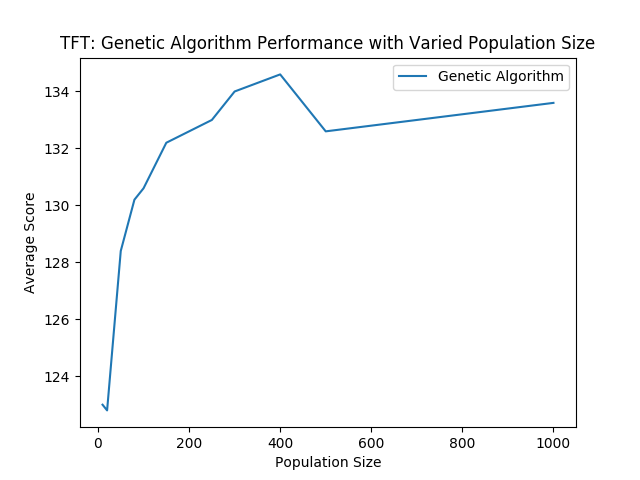 TFT: Genetic Algorithm Performance with Varied Population Size
Genetic Algorithm
134
132
130
128
126
124
Average Score
0 200 400 600 800 1000
Population Size